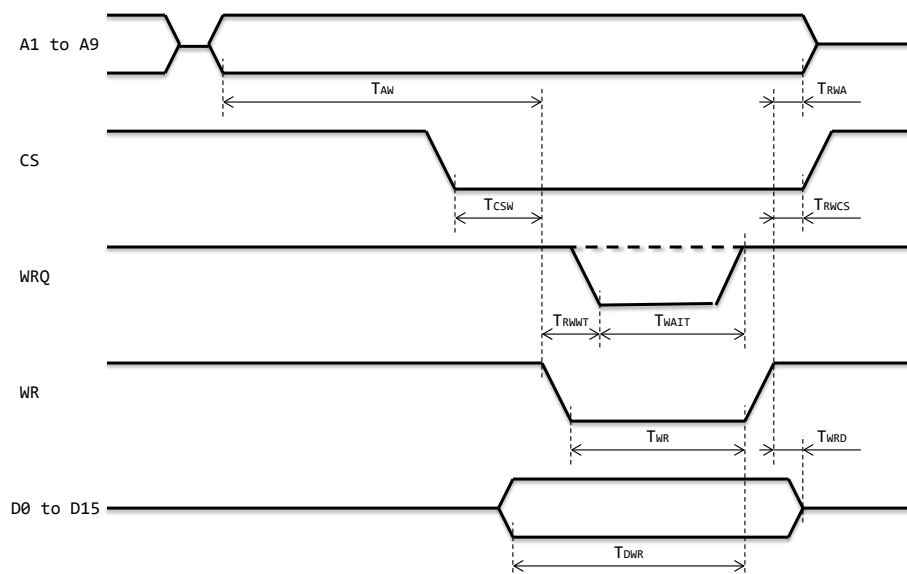 A1 to A9
TAW
TRWA
CS
TCSW
TRWCS
WRQ
TRWWT
TWAIT
WR
TWR
TWRD
D0 to D15
TDWR